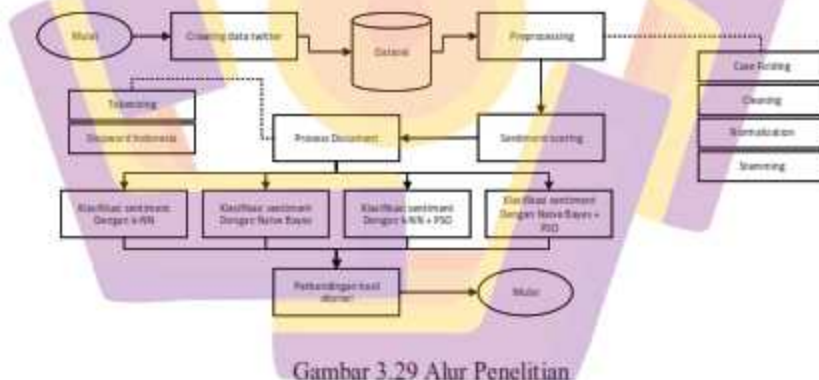 Mulai
Crawling data twitter
Dataset
Preprocessing
Case Folding
Cleaning
Normalization
Stemming
Tokenizing
Stopword Indonesia
Process Document
Sentiment scoring
Klasifikasi sentiment
Dengan k-NN
Klasifikasi sentiment
Dengan Naive Bayes
Klasifikasi sentiment
Dengan k-NN + PSO
Klasifikasi sentiment
Dengan Naive Bayes +
PSO
Perbandingan hasil
akurasi
Mulai
Gambar 3.29 Alur Penelitian